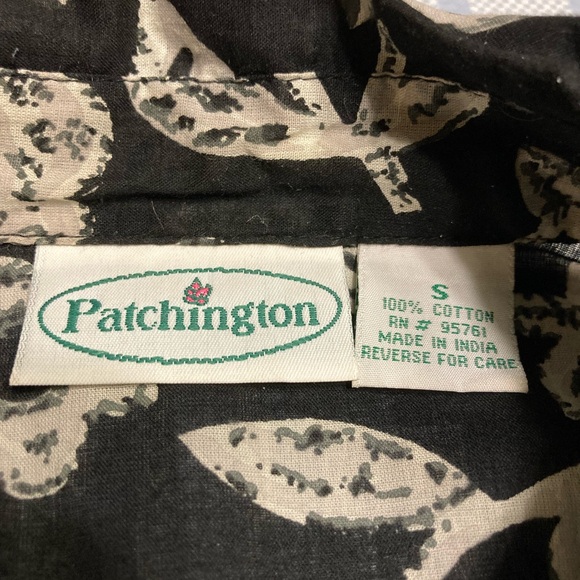 Patchington
S
100% COTTON
RN # 95761
MADE IN INDIA
REVERSE FOR CARE